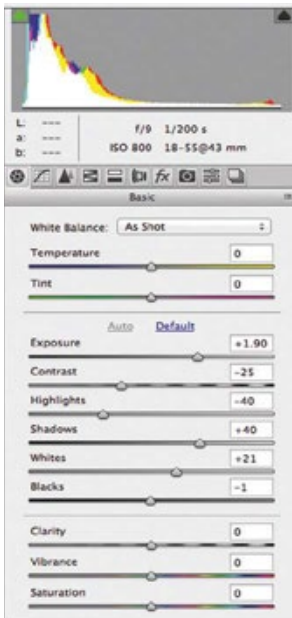 L: ---
a: ---
b: ---
f/9 1/200 s
ISO 800 18-55@43 mm
fx
Basic
White Balance: As Shot
Temperature 0
Tint 0
Auto Default
Exposure +1.90
Contrast -25
Highlights -40
Shadows +40
Whites +21
Blacks -1
Clarity 0
Vibrance 0
Saturation 0